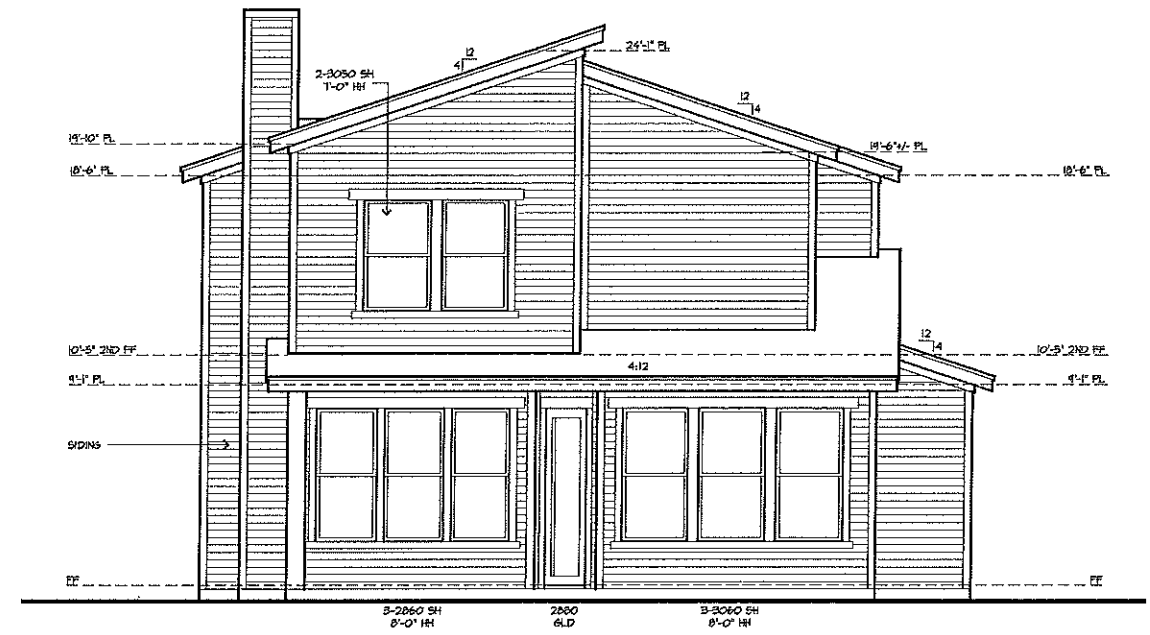 12
4
24'-1" PL
2-3050 SH
7'-0" HH
12
4
19'-10" PL
19'-6"+/- PL
18'-6" PL
18'-6" PL
12
4
10'-5" 2ND FF
10'-5" 2ND FF
4:12
9'-1" PL
9'-1" PL
SIDING
FF
FF
3-2860 SH
8'-0" HH
2880
GLD
3-3060 SH
8'-0" HH